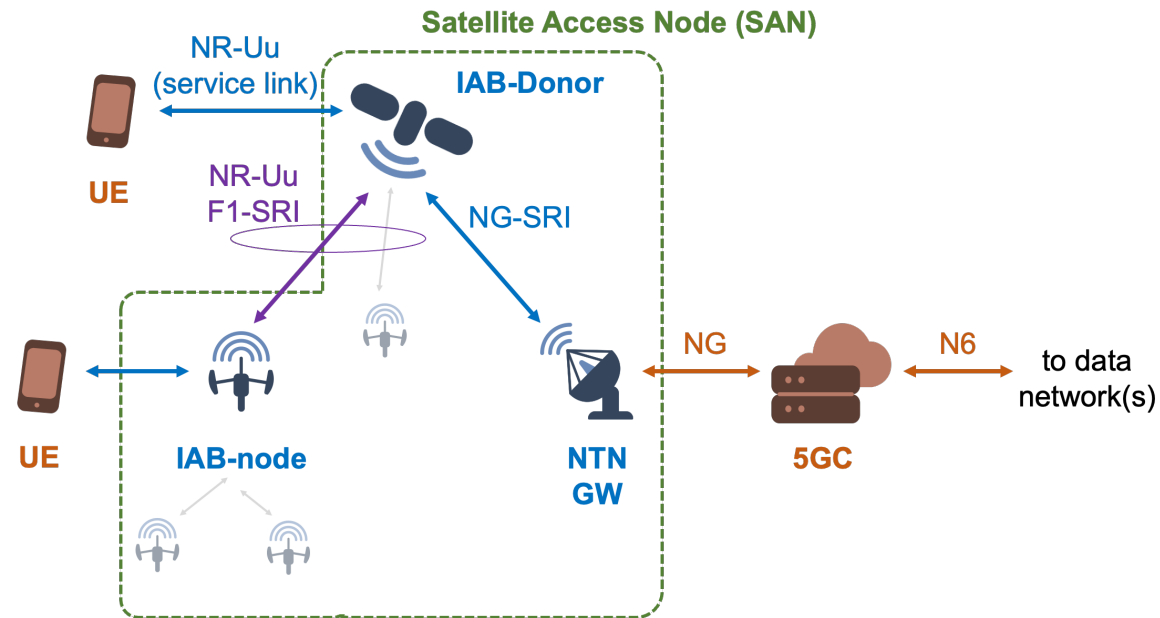 Satellite Access Node (SAN)
NR-Uu
(service link)
IAB-Donor
UE
NR-Uu
F1-SRI
NG-SRI
NG
N6
to data
network(s)
UE
IAB-node
NTN
GW
5GC